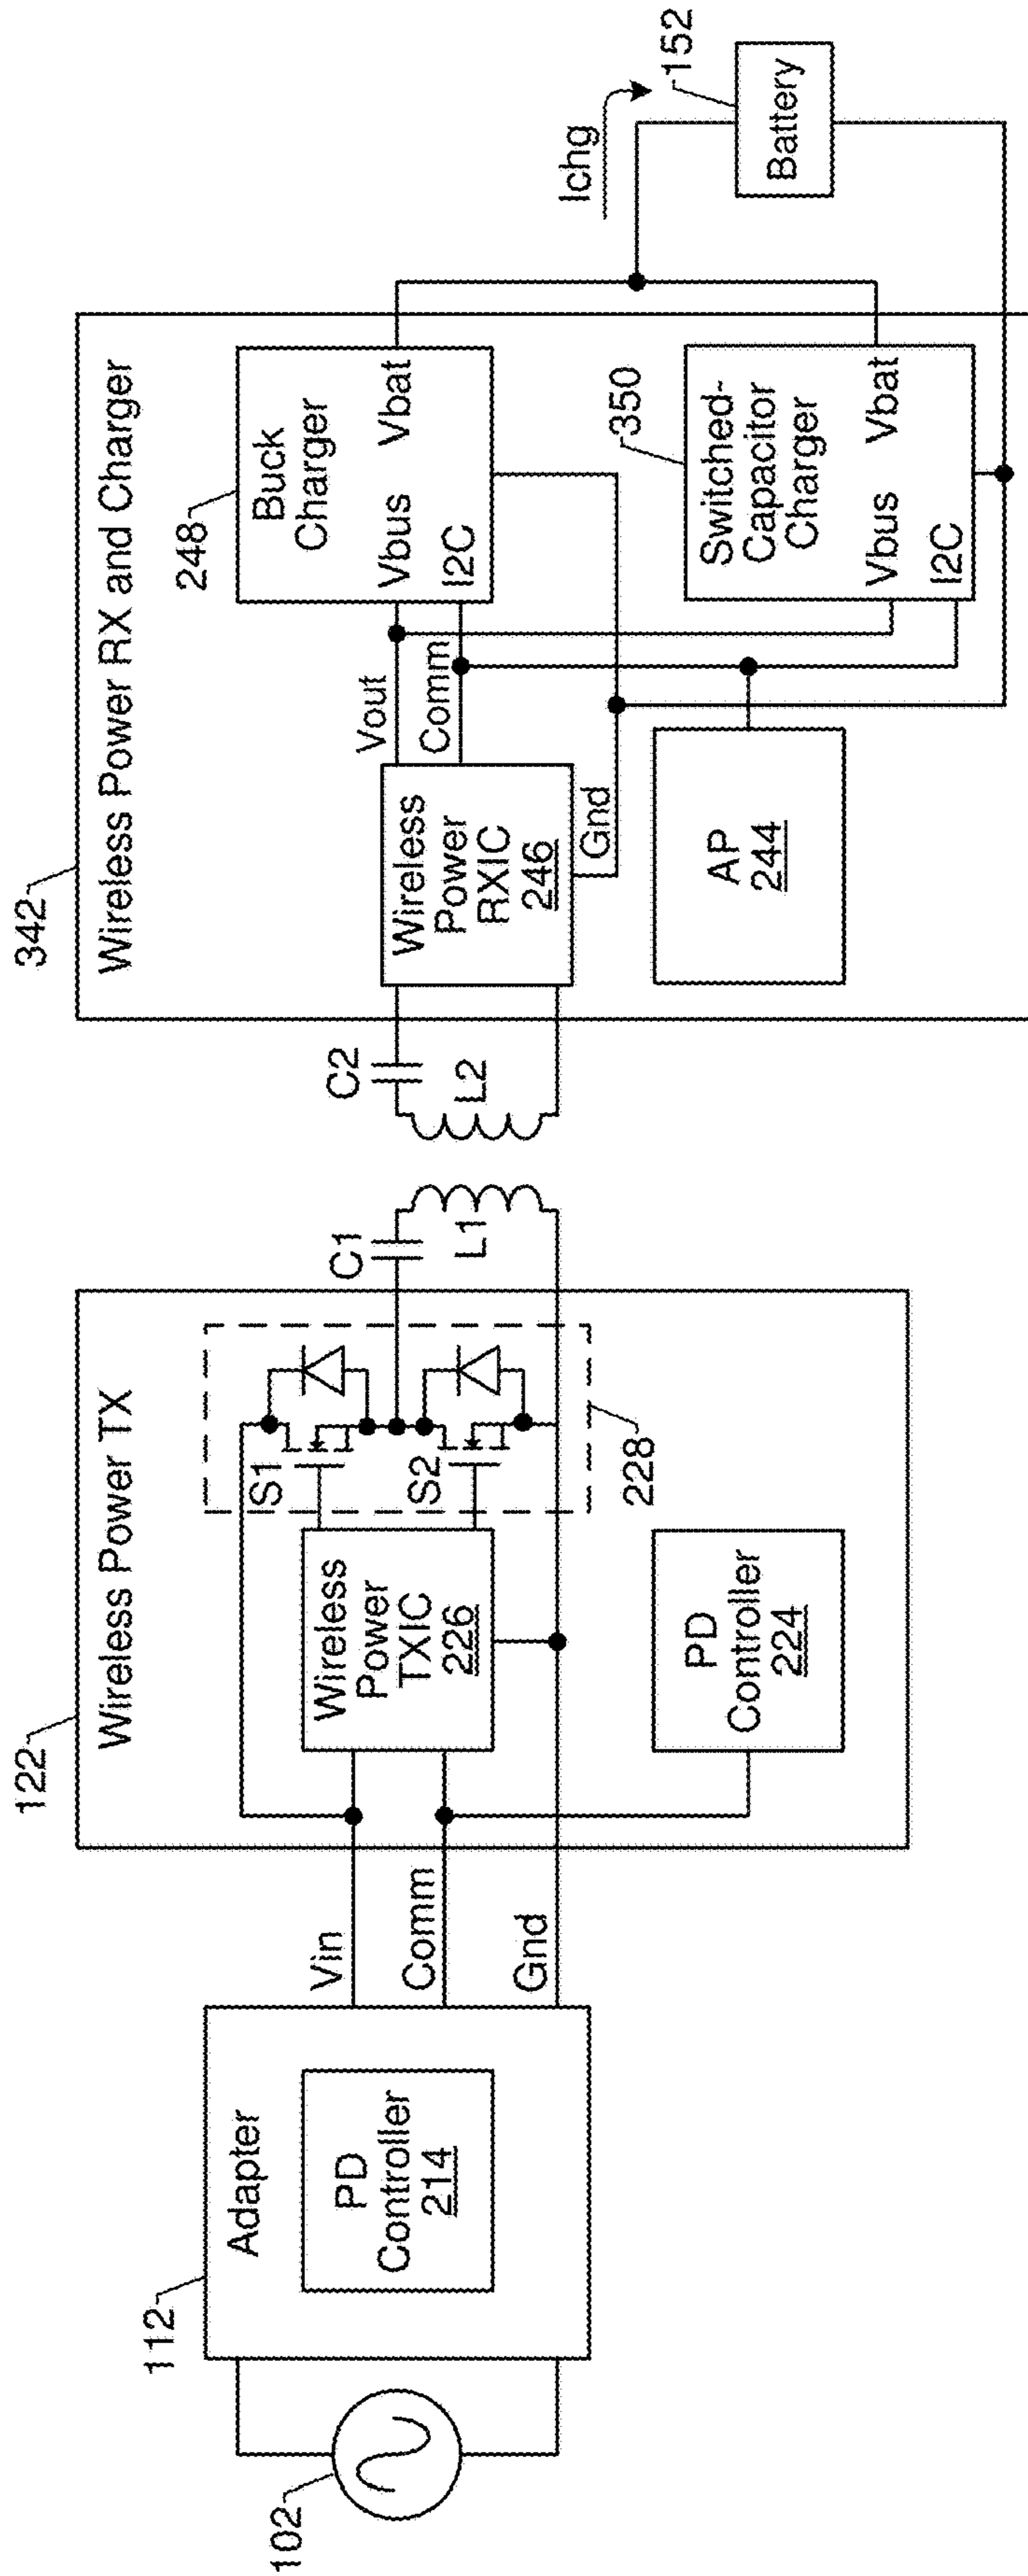 102
112
Adapter
PD
Controller
214
Vin
Comm
Gnd
122
Wireless Power TX
Wireless
Power
TXIC
226
S1
S2
228
PD
Controller
224
C1
L1
C2
L2
342
Wireless Power RX and Charger
Wireless
Power
RXIC
246
Vout
Comm
Gnd
AP
244
248
Buck
Charger
Vbus
Vbat
I2C
350
Switched-
Capacitor
Charger
Vbus
Vbat
I2C
Ichg
152
Battery